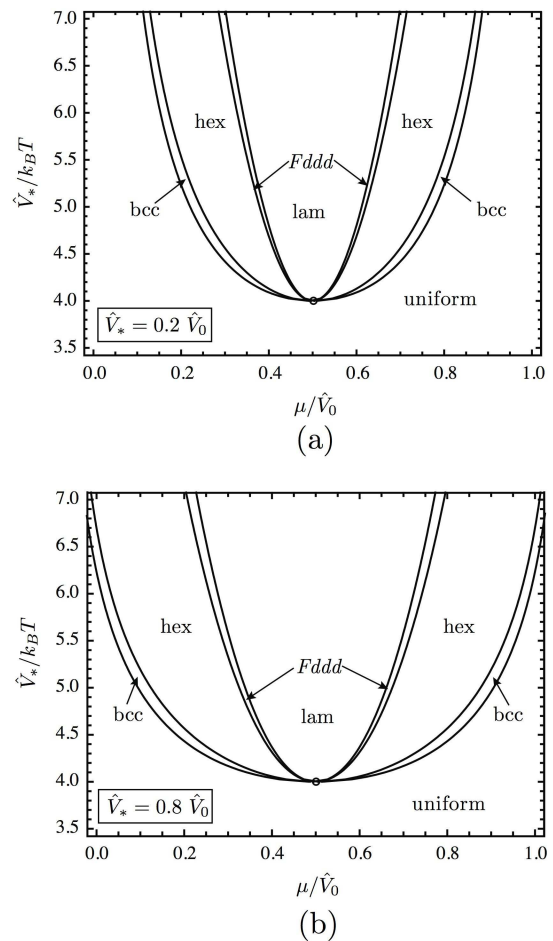 7.0
6.5
6.0
hex hex
5.5
Fddd
V̂*/k_BT
5.0
bcc lam bcc
4.5
4.0
uniform
V̂* = 0.2 V̂₀
3.5
0.0 0.2 0.4 0.6 0.8 1.0
μ/V̂₀
(a)
7.0
6.5
6.0
hex hex
5.5
Fddd
V̂*/k_BT
5.0
bcc lam bcc
4.5
4.0
uniform
V̂* = 0.8 V̂₀
3.5
0.0 0.2 0.4 0.6 0.8 1.0
μ/V̂₀
(b)